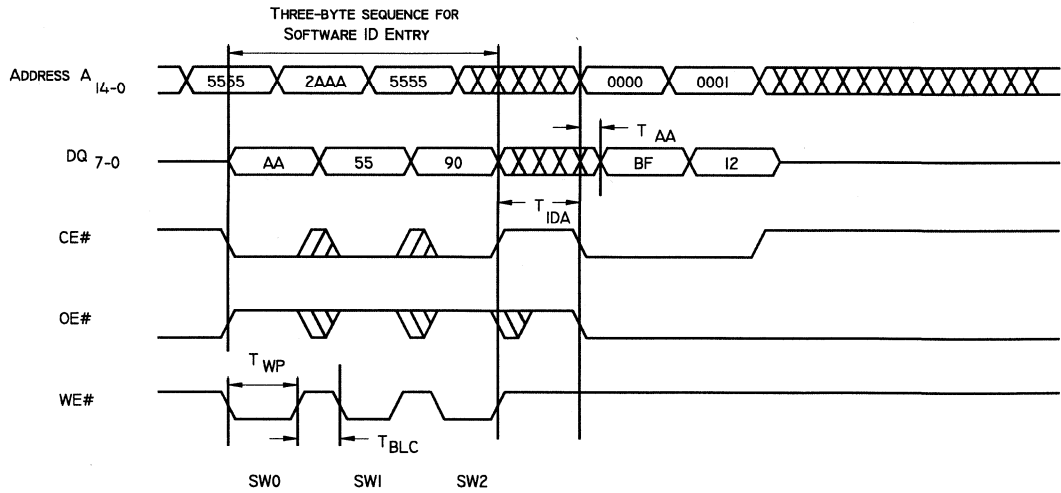 THREE-BYTE SEQUENCE FOR
SOFTWARE ID ENTRY
ADDRESS A 14-0
5555 2AAA 5555 0000 0001
T AA
DQ 7-0
AA 55 90 BF 12
T IDA
CE#
OE#
T WP
WE#
T BLC
SW0 SW1 SW2